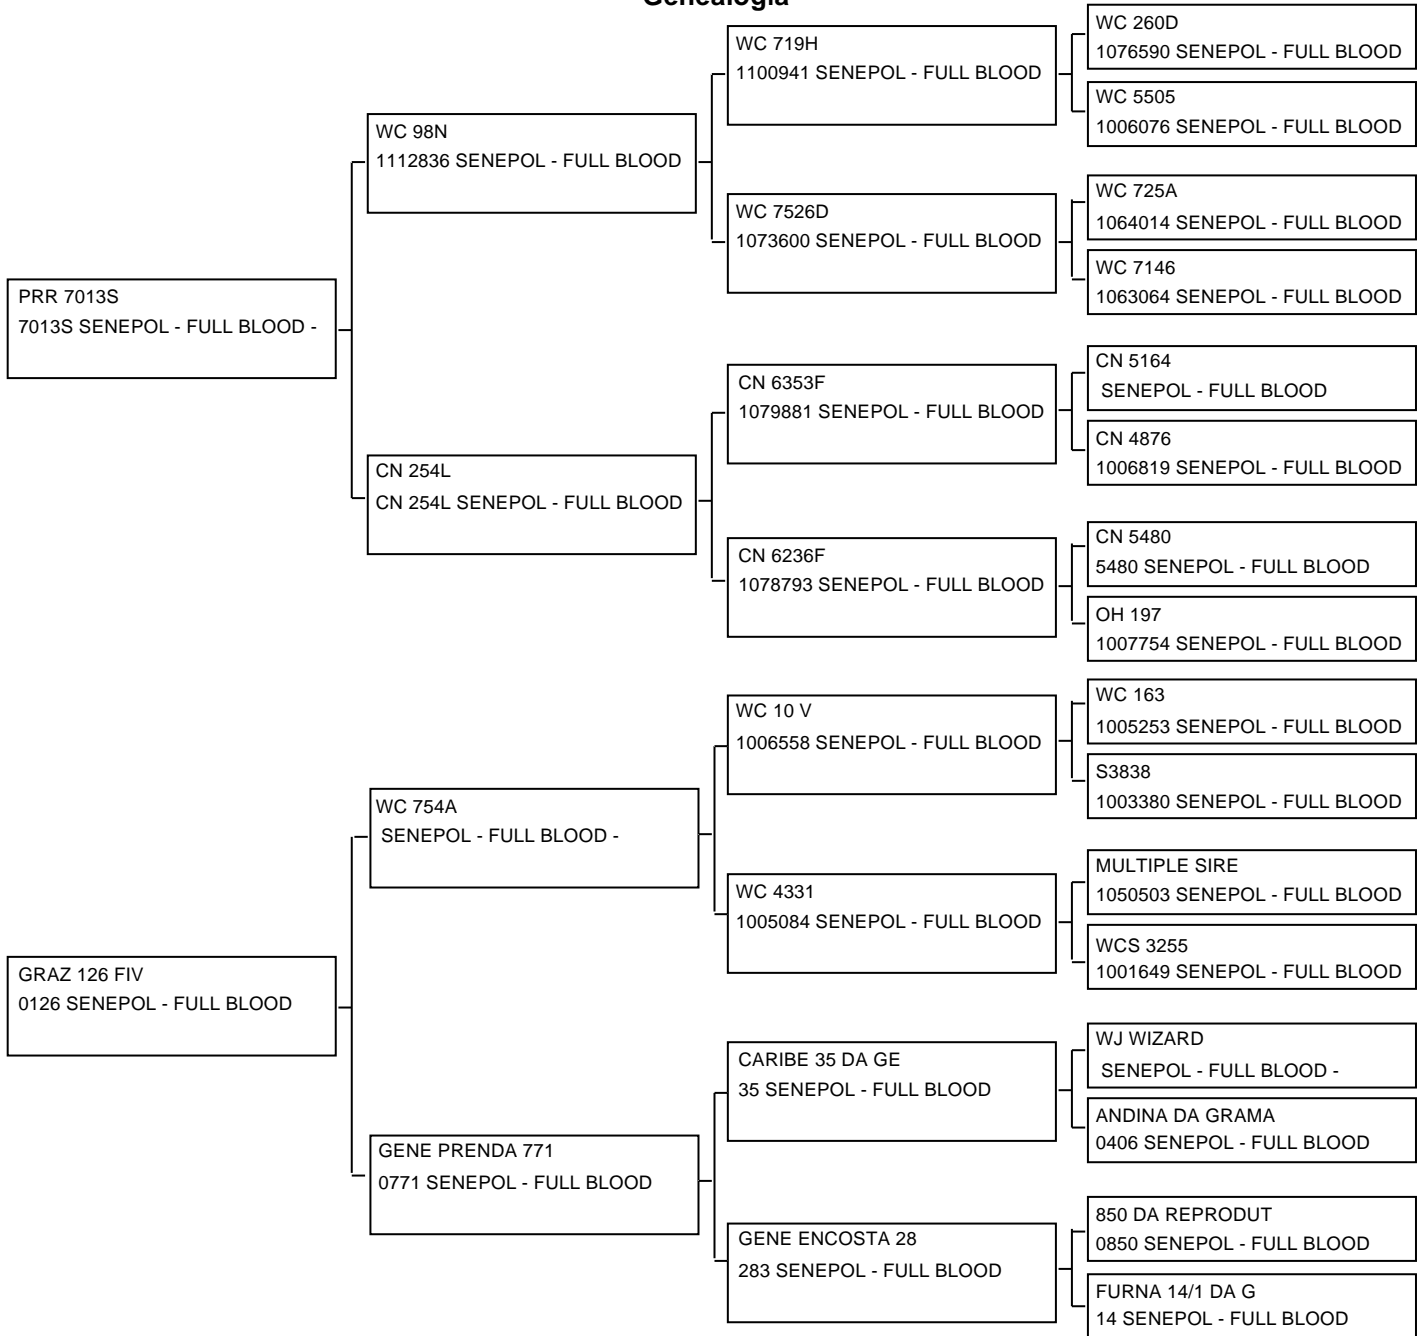 Genealogia
WC 260D
1076590 SENEPOL - FULL BLOOD
WC 719H
1100941 SENEPOL - FULL BLOOD
WC 5505
1006076 SENEPOL - FULL BLOOD
WC 98N
1112836 SENEPOL - FULL BLOOD
WC 725A
1064014 SENEPOL - FULL BLOOD
WC 7526D
1073600 SENEPOL - FULL BLOOD
WC 7146
1063064 SENEPOL - FULL BLOOD
PRR 7013S
7013S SENEPOL - FULL BLOOD -
CN 5164
SENEPOL - FULL BLOOD
CN 6353F
1079881 SENEPOL - FULL BLOOD
CN 4876
1006819 SENEPOL - FULL BLOOD
CN 254L
CN 254L SENEPOL - FULL BLOOD
CN 5480
5480 SENEPOL - FULL BLOOD
CN 6236F
1078793 SENEPOL - FULL BLOOD
OH 197
1007754 SENEPOL - FULL BLOOD
WC 163
1005253 SENEPOL - FULL BLOOD
WC 10 V
1006558 SENEPOL - FULL BLOOD
S3838
1003380 SENEPOL - FULL BLOOD
WC 754A
SENEPOL - FULL BLOOD -
MULTIPLE SIRE
1050503 SENEPOL - FULL BLOOD
WC 4331
1005084 SENEPOL - FULL BLOOD
WCS 3255
1001649 SENEPOL - FULL BLOOD
GRAZ 126 FIV
0126 SENEPOL - FULL BLOOD
WJ WIZARD
SENEPOL - FULL BLOOD -
CARIBE 35 DA GE
35 SENEPOL - FULL BLOOD
ANDINA DA GRAMA
0406 SENEPOL - FULL BLOOD
GENE PRENDA 771
0771 SENEPOL - FULL BLOOD
850 DA REPRODUT
0850 SENEPOL - FULL BLOOD
GENE ENCOSTA 28
283 SENEPOL - FULL BLOOD
FURNA 14/1 DA G
14 SENEPOL - FULL BLOOD